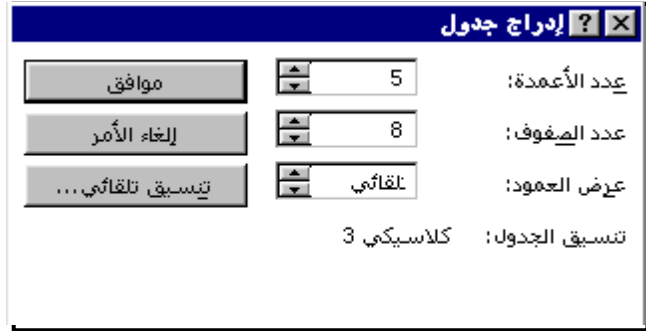 إدراج جدول
عدد الأعمدة: 5 موافق
عدد الصفوف: 8 إلغاء الأمر
عرض العمود: تلقائي تنسيق تلقائي...
تنسيق الجدول: كلاسيكي 3